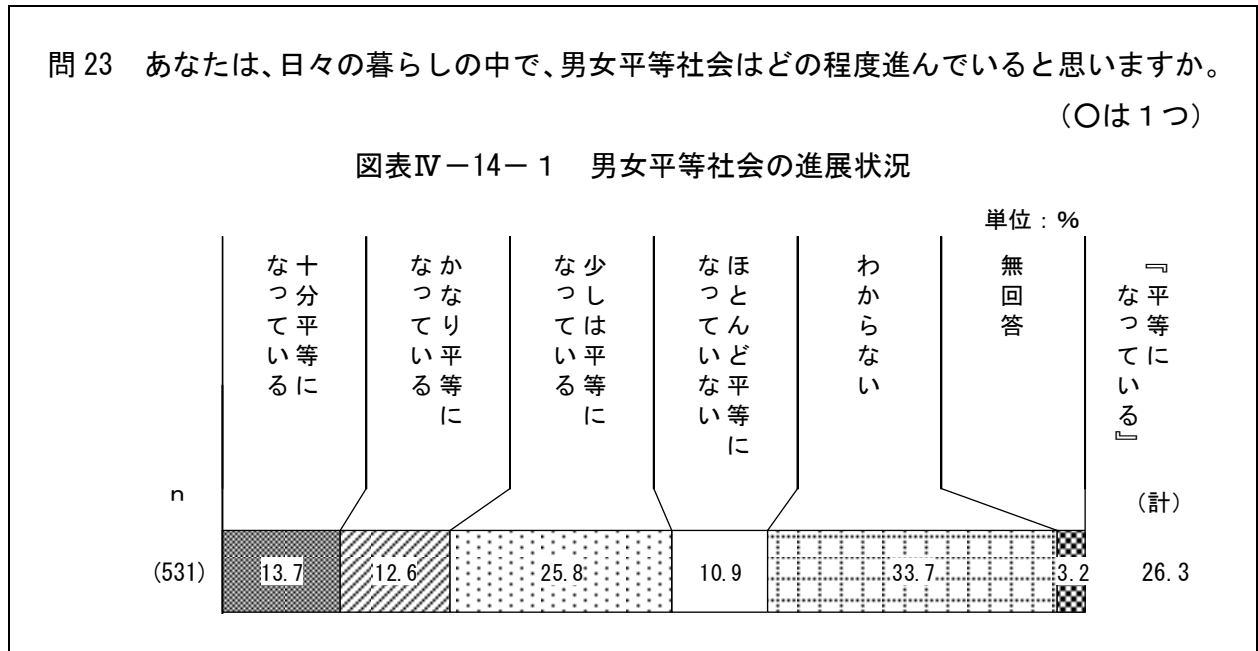 問23　あなたは、日々の暮らしの中で、男女平等社会はどの程度進んでいると思いますか。
（〇は１つ）
図表Ⅳ－14－１　男女平等社会の進展状況
単位：％
十分平等に
なっている
かなり平等に
なっている
少しは平等に
なっている
ほとんど平等に
なっていない
わからない
無回答
『平等に
なっている』
ｎ
（計）
(531)
13.7
12.6
25.8
10.9
33.7
3.2
26.3